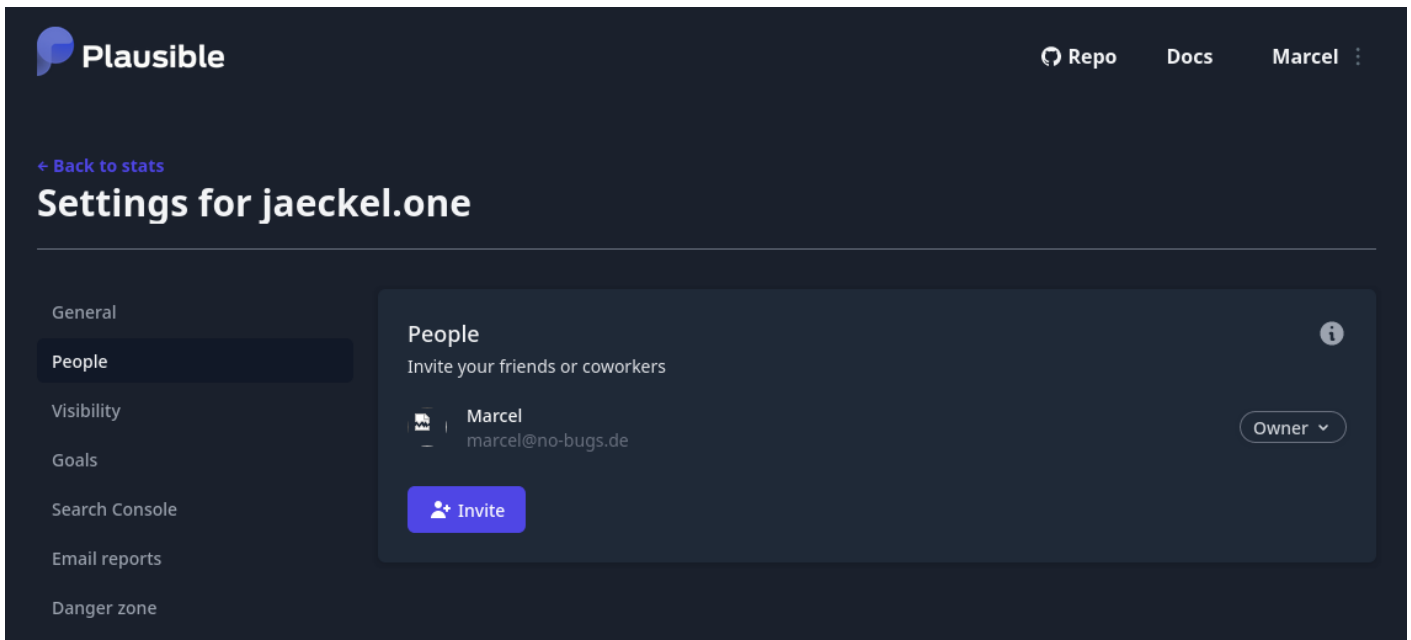 Plausible
Repo Docs Marcel
← Back to stats
Settings for jaeckel.one
General
People
Visibility
Goals
Search Console
Email reports
Danger zone
People
Invite your friends or coworkers
Marcel
marcel@no-bugs.de
Owner
Invite